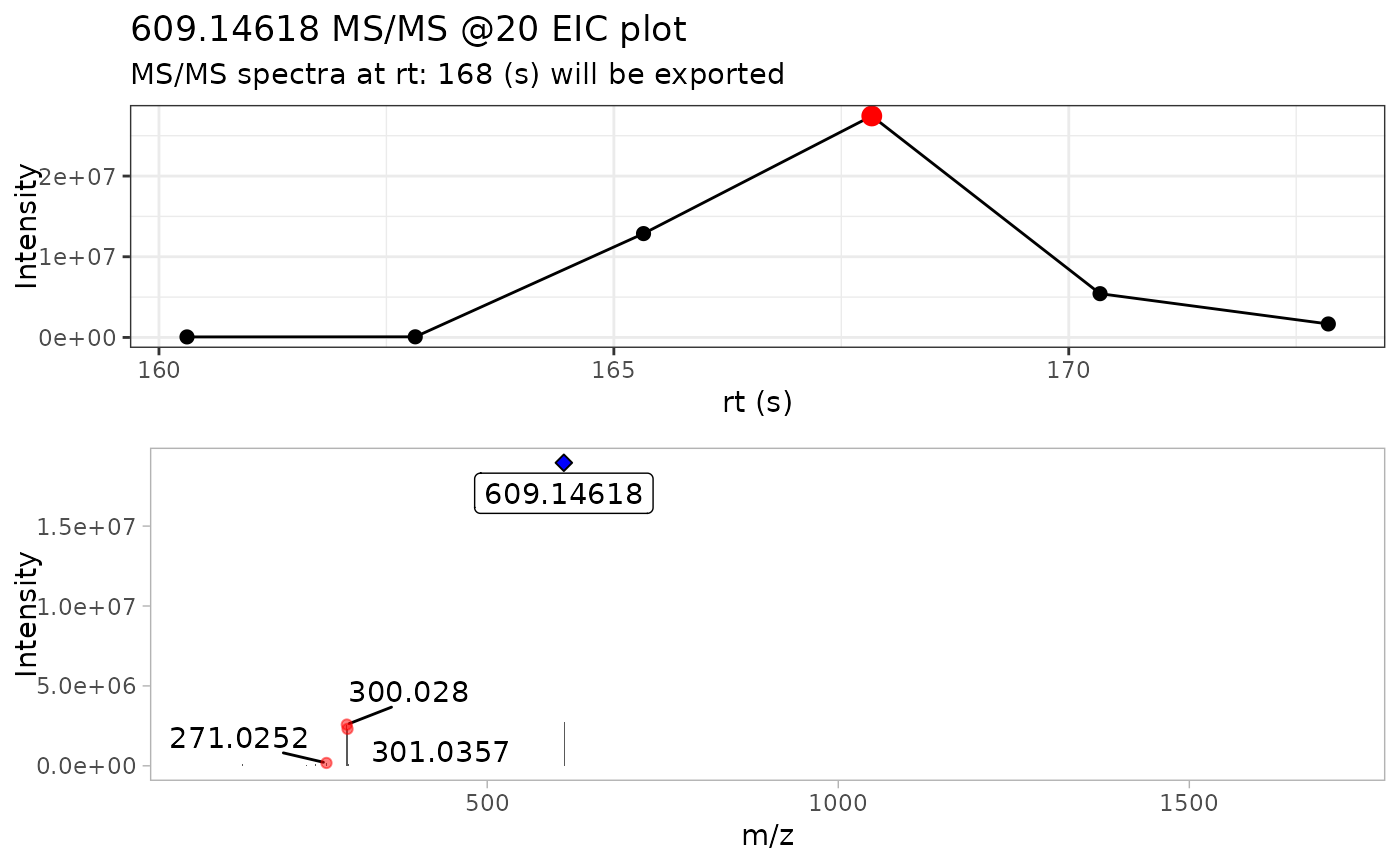 609.14618 MS/MS @20 EIC plot
MS/MS spectra at rt: 168 (s) will be exported
Intensity
2e+07
1e+07
0e+00
160 165 170
rt (s)
609.14618
Intensity
1.5e+07
1.0e+07
5.0e+06
0.0e+00
300.028
271.0252
301.0357
500 1000 1500
m/z